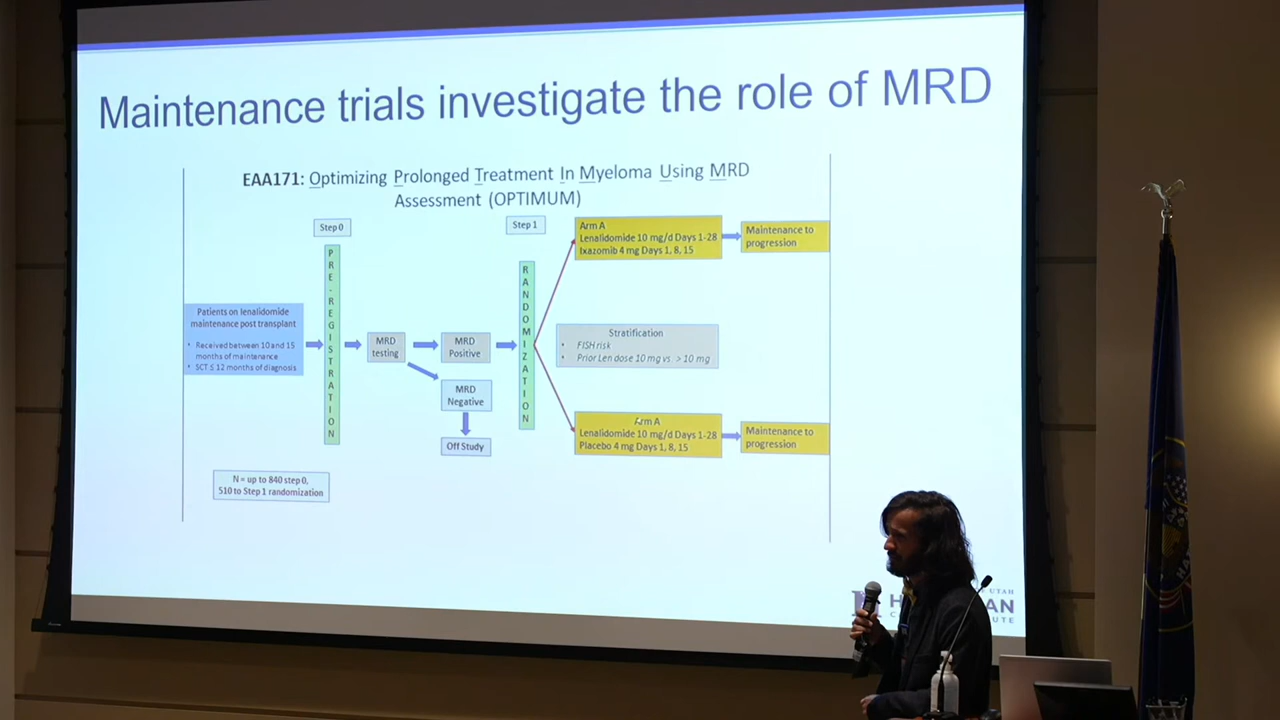 Maintenance trials investigate the role of MRD
EAA171: Optimizing Prolonged Treatment In Myeloma Using MRD
Assessment (OPTIMUM)
Step 0
Step 1
PRE-REGISTRATION
RANDOMIZATION
Patients on lenalidomide
maintenance post transplant
• Received between 10 and 15
months of maintenance
• SCT ≤ 12 months of diagnosis
MRD
testing
MRD
Positive
MRD
Negative
Off Study
Arm A
Lenalidomide 10 mg/d Days 1-28
Ixazomib 4 mg Days 1, 8, 15
Maintenance to
progression
Stratification
• FISH risk
• Prior Len dose 10 mg vs. > 10 mg
Arm A
Lenalidomide 10 mg/d Days 1-28
Placebo 4 mg Days 1, 8, 15
Maintenance to
progression
N = up to 840 step 0,
510 to Step 1 randomization
UTAH